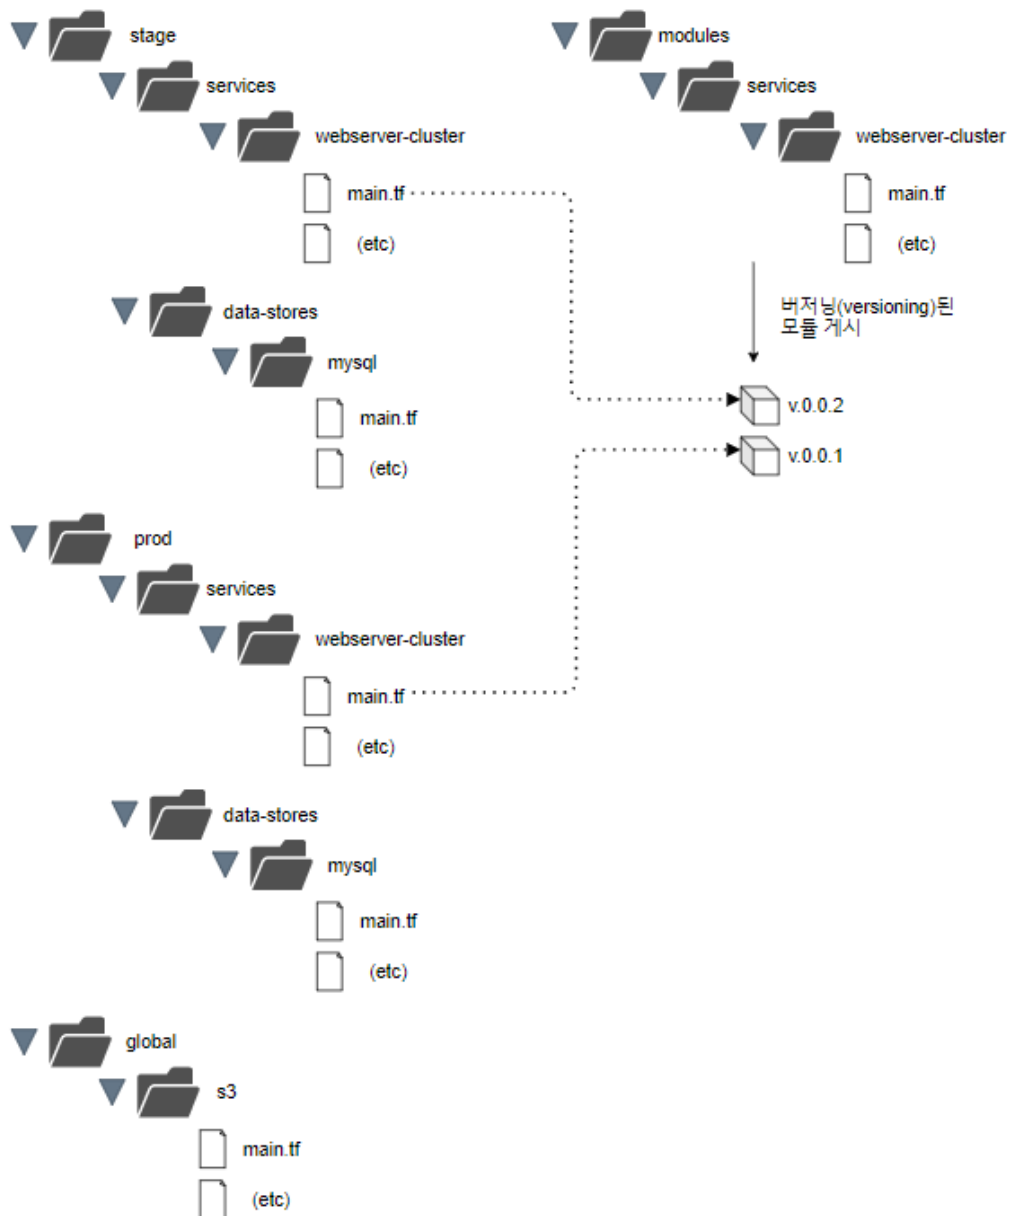 stage
services
webserver-cluster
main.tf
(etc)
data-stores
mysql
main.tf
(etc)
prod
services
webserver-cluster
main.tf
(etc)
data-stores
mysql
main.tf
(etc)
global
s3
main.tf
(etc)
modules
services
webserver-cluster
main.tf
(etc)
버저닝(versioning)된
모듈 게시
v.0.0.2
v.0.0.1